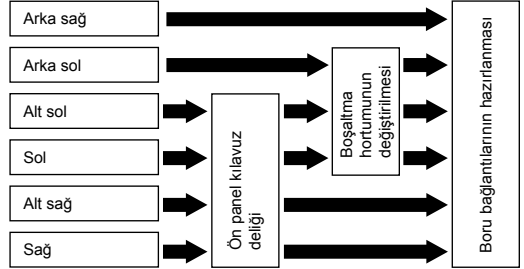 Arka sağ
Arka sol
Alt sol
Sol
Alt sağ
Sağ
Ön panel kılavuz
deliği
Boşaltma
hortumunun
değiştirilmesi
Boru bağlantılarının hazırlanması